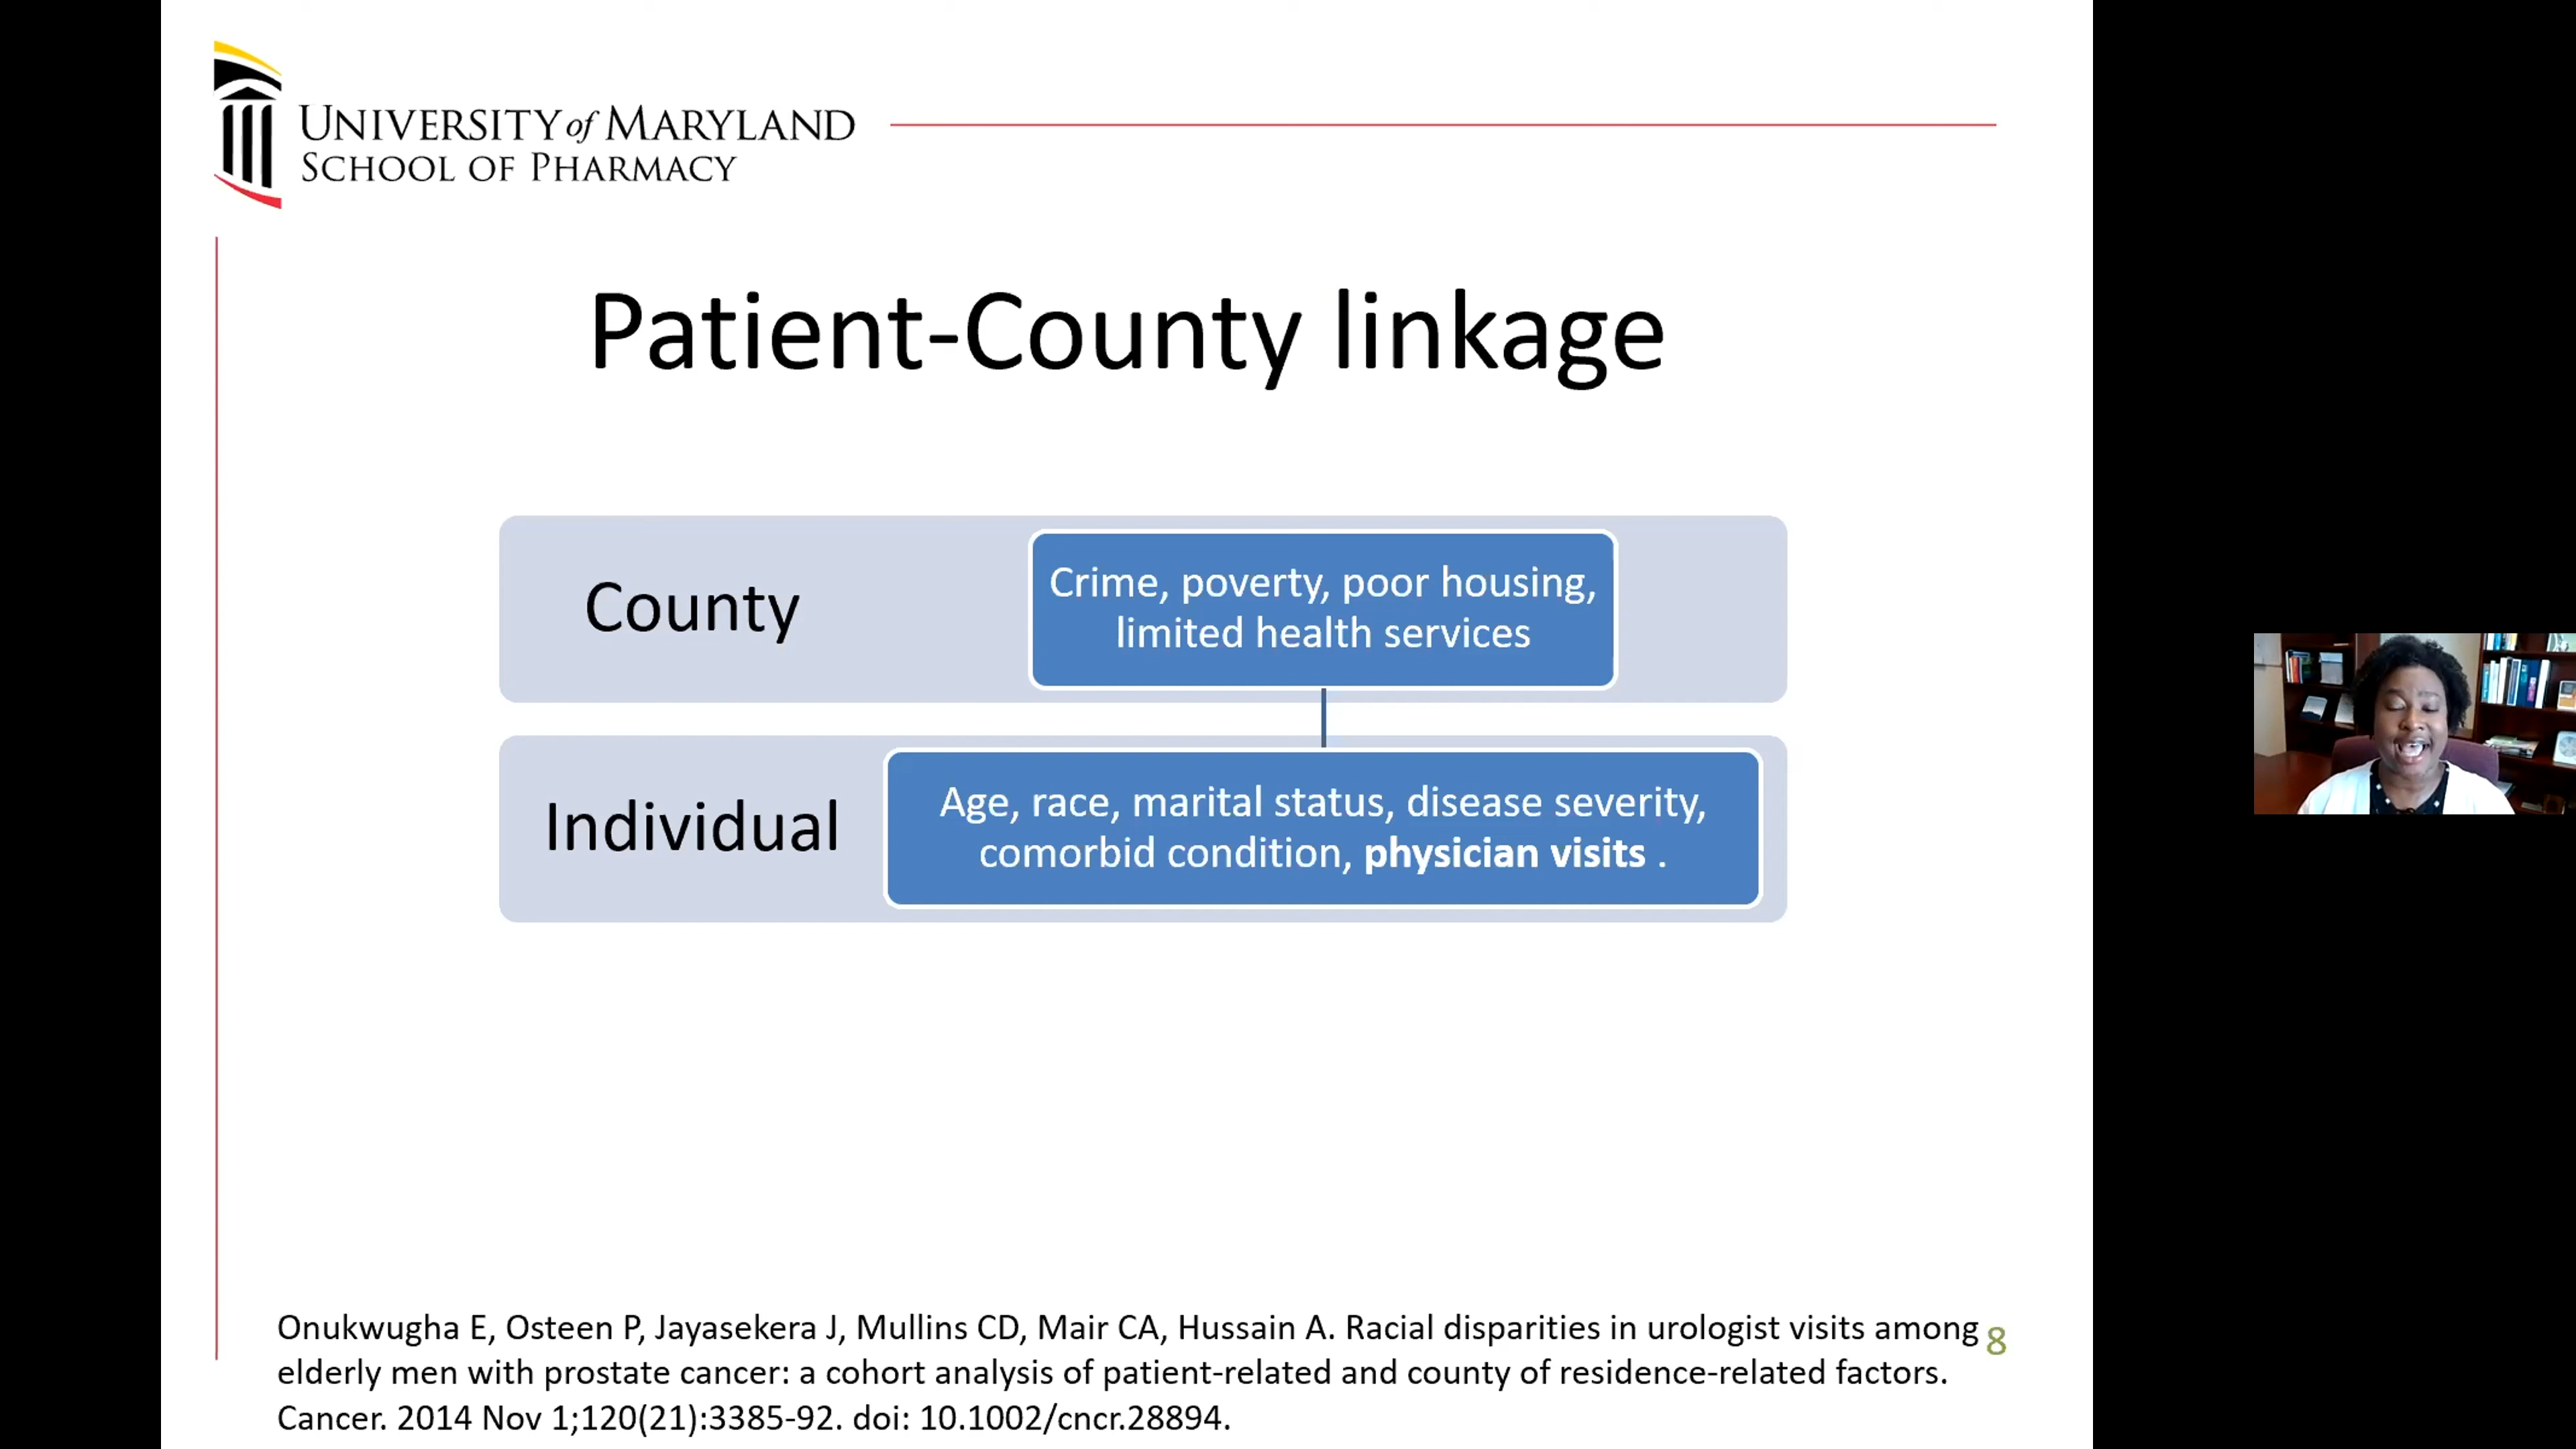 UNIVERSITY of MARYLAND
SCHOOL OF PHARMACY
Patient-County linkage
County
Crime, poverty, poor housing,
limited health services
Individual
Age, race, marital status, disease severity,
comorbid condition, physician visits .
Onukwugha E, Osteen P, Jayasekera J, Mullins CD, Mair CA, Hussain A. Racial disparities in urologist visits among
elderly men with prostate cancer: a cohort analysis of patient-related and county of residence-related factors.
Cancer. 2014 Nov 1;120(21):3385-92. doi: 10.1002/cncr.28894.
8